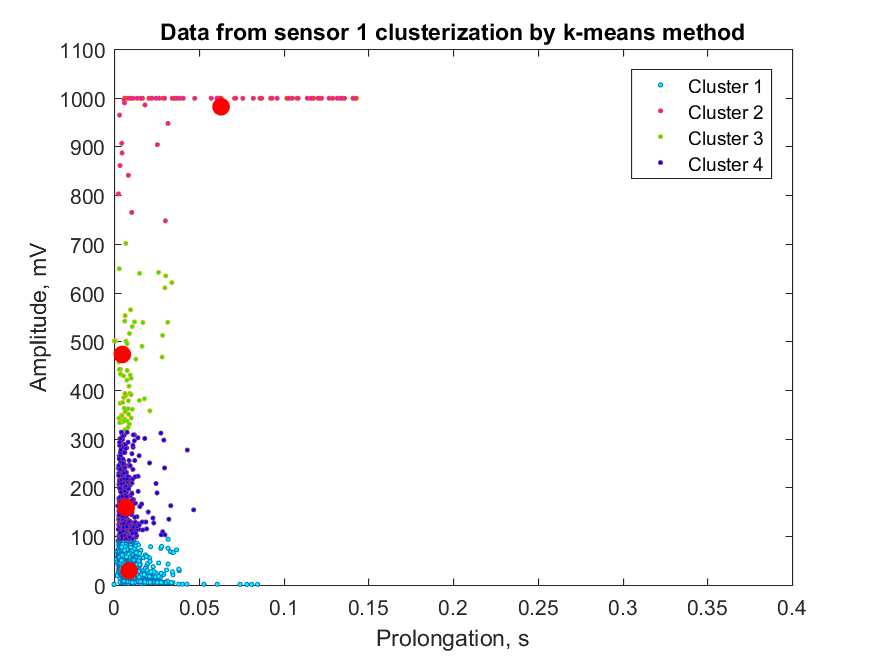 Data from sensor 1 clusterization by k-means method
1100
1000
900
800
700
600
500
400
300
200
100
0
Amplitude, mV
Cluster 1
Cluster 2
Cluster 3
Cluster 4
0 0.05 0.1 0.15 0.2 0.25 0.3 0.35 0.4
Prolongation, s